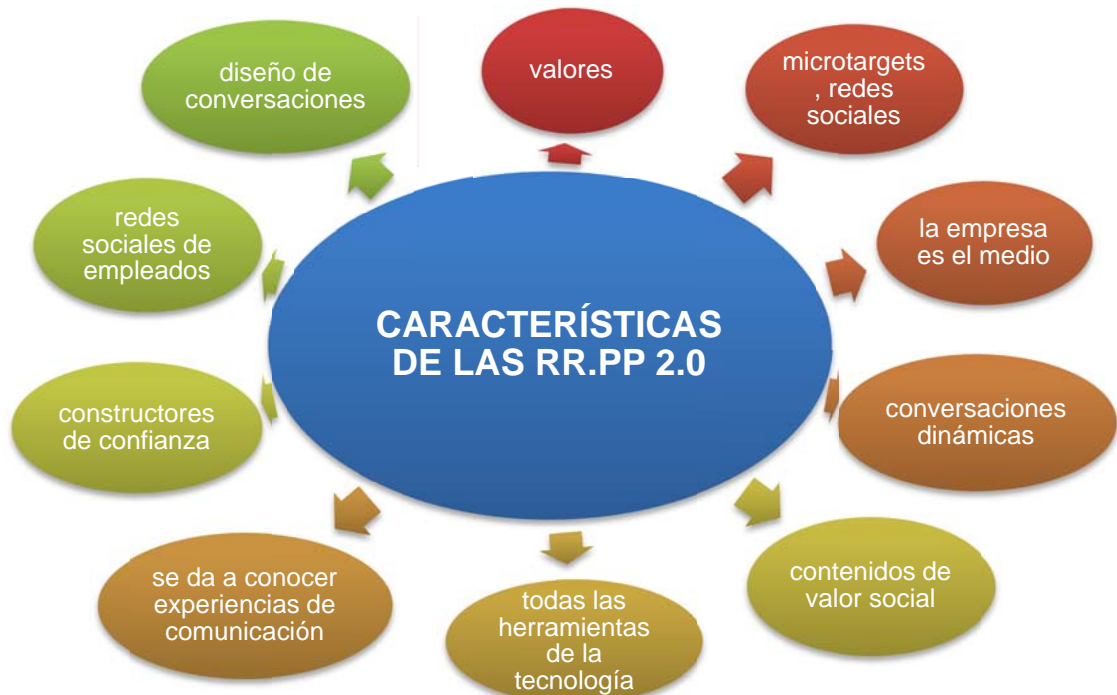 CARACTERÍSTICAS
DE LAS RR.PP 2.0
valores
microtargets
, redes
sociales
la empresa
es el medio
conversaciones
dinámicas
contenidos de
valor social
todas las
herramientas
de la
tecnología
se da a conocer
experiencias de
comunicación
constructores
de confianza
redes
sociales de
empleados
diseño de
conversaciones